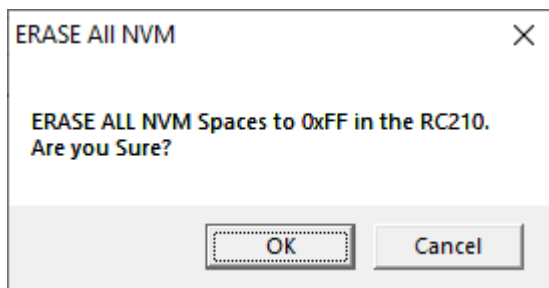 ERASE All NVM
ERASE ALL NVM Spaces to 0xFF in the RC210.
Are you Sure?
OK
Cancel